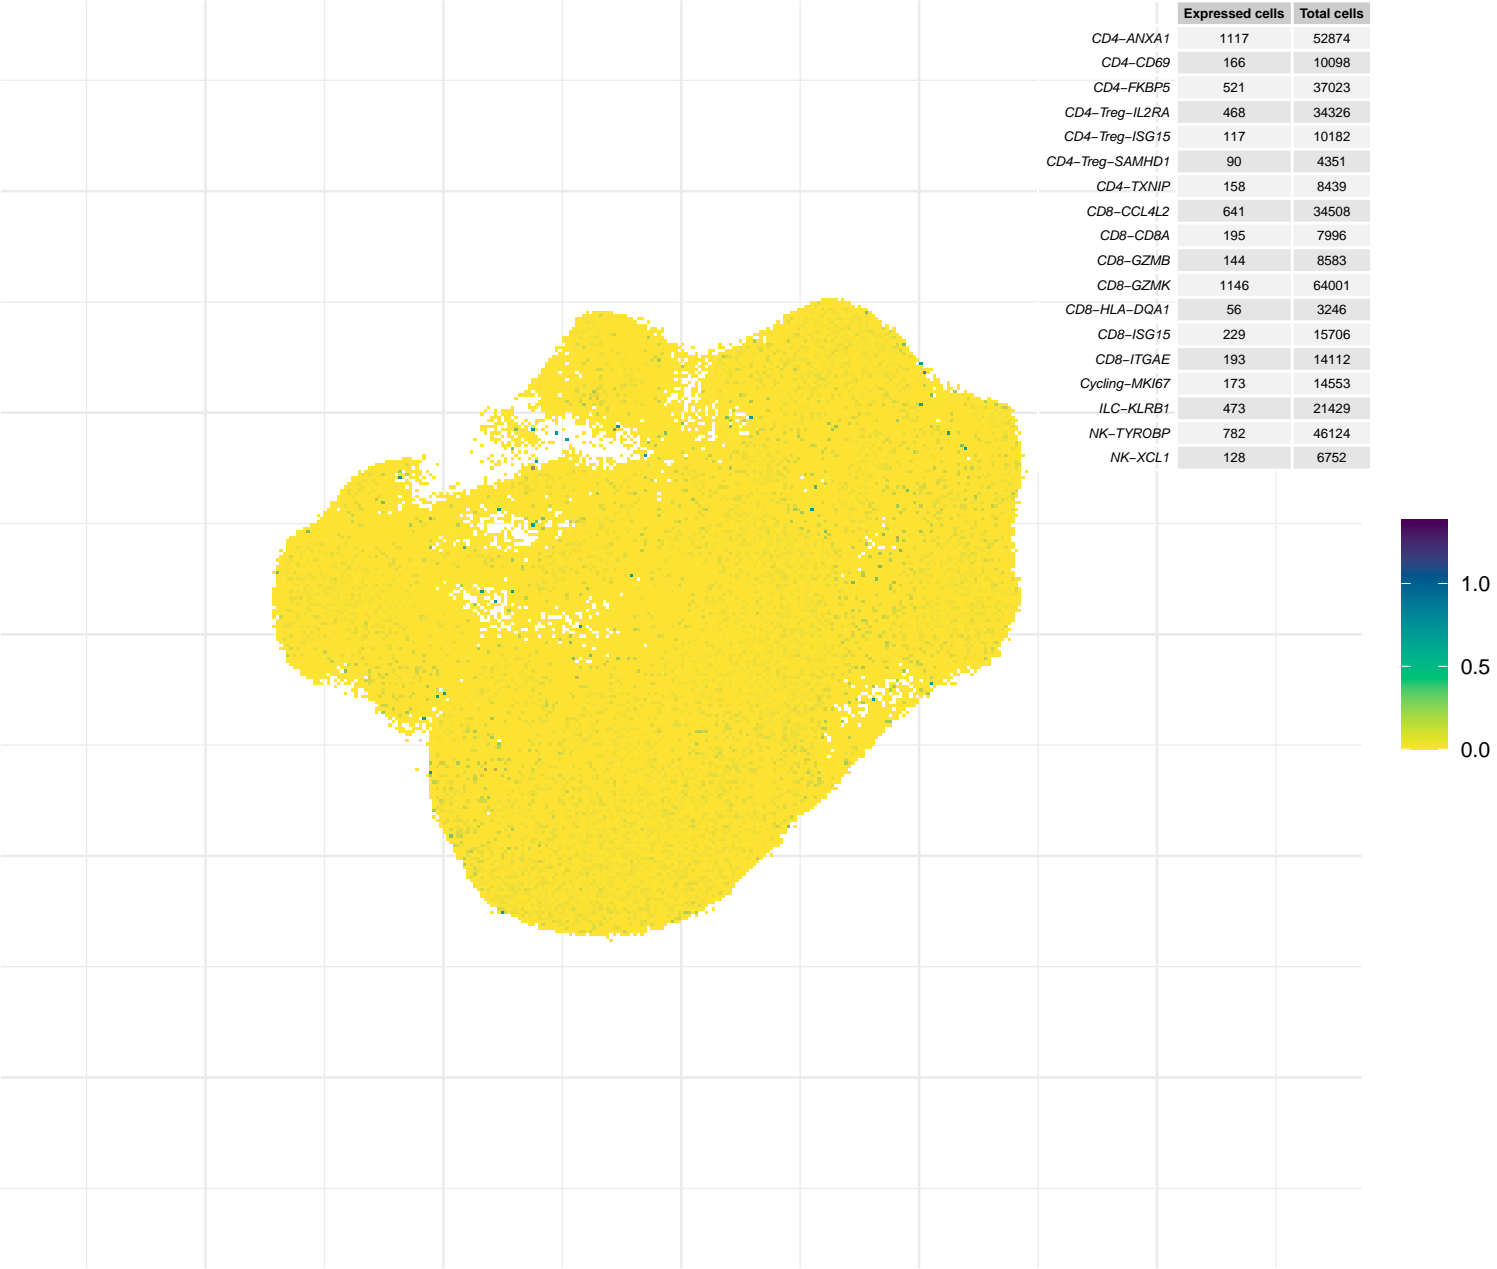 Expressed cells Total cells
CD4−ANXA1 1117 52874
CD4−CD69 166 10098
CD4−FKBP5 521 37023
CD4−Treg−IL2RA 468 34326
CD4−Treg−ISG15 117 10182
CD4−Treg−SAMHD1 90 4351
CD4−TXNIP 158 8439
CD8−CCL4L2 641 34508
CD8−CD8A 195 7996
CD8−GZMB 144 8583
CD8−GZMK 1146 64001
CD8−HLA−DQA1 56 3246
CD8−ISG15 229 15706
CD8−ITGAE 193 14112
Cycling−MKI67 173 14553
ILC−KLRB1 473 21429
NK−TYROBP 782 46124
NK−XCL1 128 6752
1.0
0.5
0.0